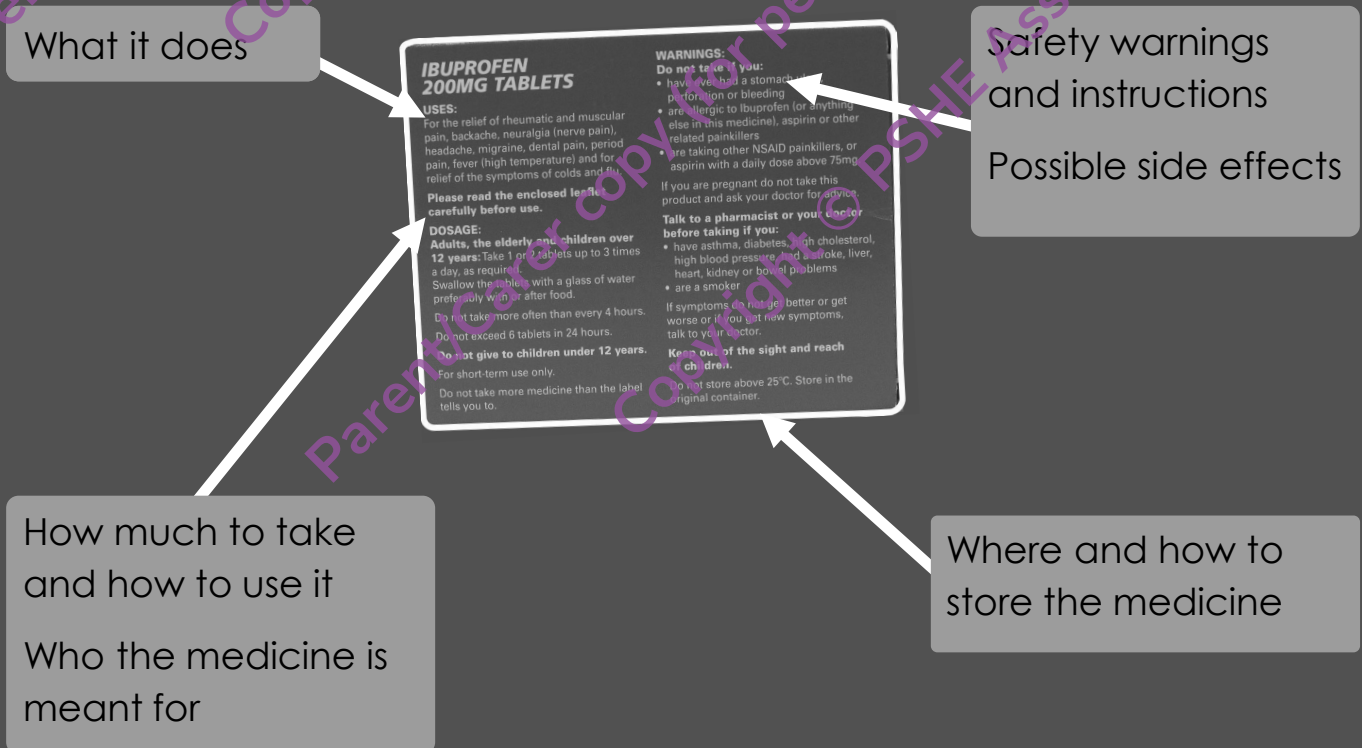 What it does
IBUPROFEN
200MG TABLETS
USES:
For the relief of rheumatic and muscular
pain, backache, neuralgia (nerve pain),
headache, migraine, dental pain, period
pain, fever (high temperature) and for
relief of the symptoms of colds and flu.
Please read the enclosed leaflet
carefully before use.
DOSAGE:
Adults, the elderly and children over
12 years: Take 1 or 2 tablets up to 3 times
a day, as required.
Swallow the tablets with a glass of water
preferably with or after food.
Do not take more often than every 4 hours.
Do not exceed 6 tablets in 24 hours.
Do not give to children under 12 years.
For short-term use only.
Do not take more medicine than the label
tells you to.
WARNINGS:
Do not take if you:
• have ever had a stomach
perforation or bleeding
• are allergic to Ibuprofen (or anything
else in this medicine), aspirin or other
related painkillers
• are taking other NSAID painkillers, or
aspirin with a daily dose above 75mg
If you are pregnant do not take this
product and ask your doctor for advice.
Talk to a pharmacist or your doctor
before taking if you:
• have asthma, diabetes, high cholesterol,
high blood pressure, had a stroke, liver,
heart, kidney or bowel problems
• are a smoker
If symptoms do not get better or get
worse or if you get new symptoms,
talk to your doctor.
Keep out of the sight and reach
of children.
Do not store above 25°C. Store in the
original container.
Safety warnings
and instructions
Possible side effects
How much to take
and how to use it
Who the medicine is
meant for
Where and how to
store the medicine
Parent/Carer copy for
Copyright © PSHE